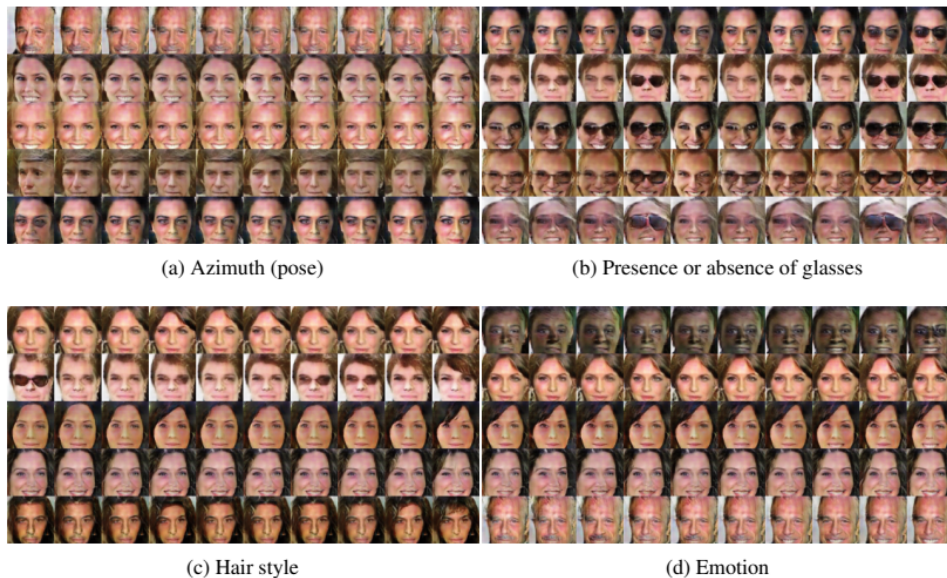 (a) Azimuth (pose)
(b) Presence or absence of glasses
(c) Hair style
(d) Emotion